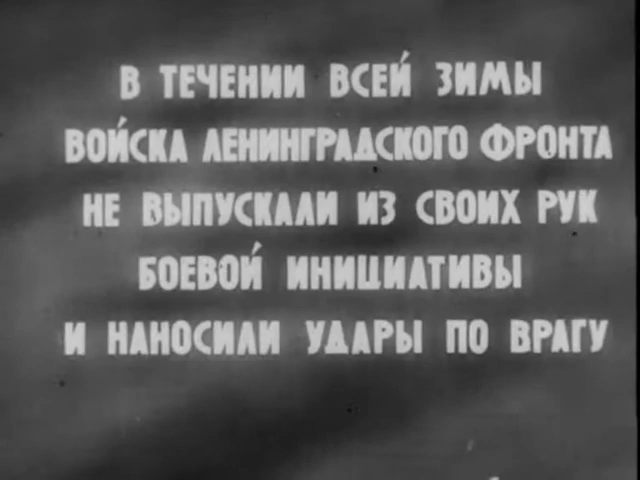 В ТЕЧЕНИИ ВСЕЙ ЗИМЫ
ВОЙСКА ЛЕНИНГРАДСКОГО ФРОНТА
НЕ ВЫПУСКАЛИ ИЗ СВОИХ РУК
БОЕВОЙ ИНИЦИАТИВЫ
И НАНОСИЛИ УДАРЫ ПО ВРАГУ